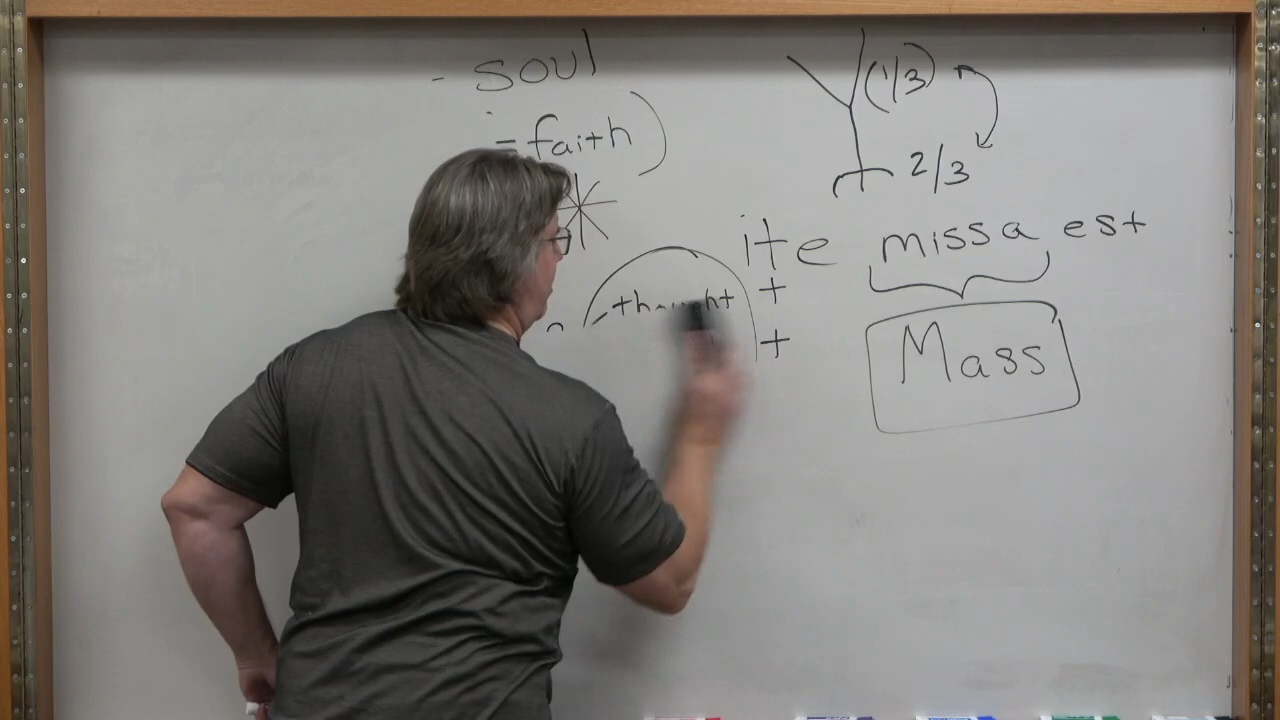 - soul
= faith)
(1/3)
2/3
ite missa est
+
thought
+
Mass